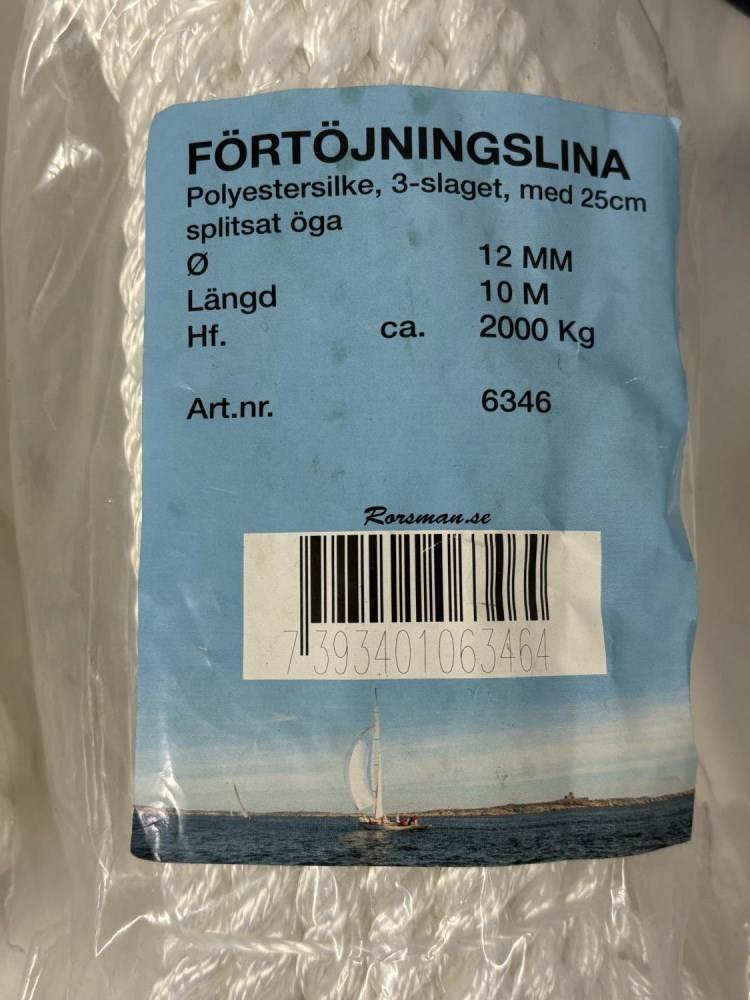 FÖRTÖJNINGSLINA
Polyestersilke, 3-slaget, med 25cm
splitsat öga
Ø 12 MM
Längd 10 M
Hf. ca. 2000 Kg
Art.nr. 6346
Rorsman.se
7 393401 063464